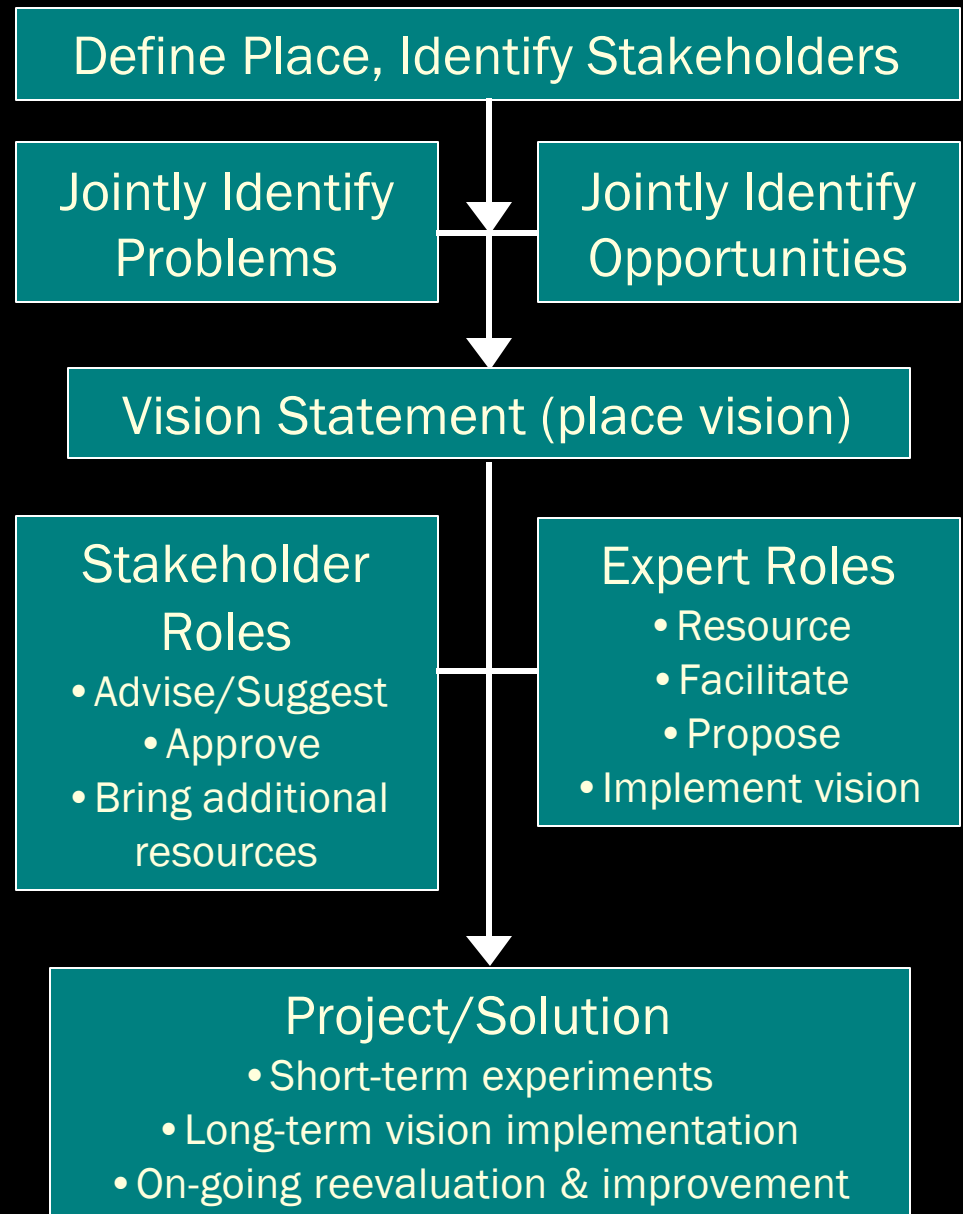 Define Place, Identify Stakeholders
Jointly Identify
Problems
Jointly Identify
Opportunities
Vision Statement (place vision)
Stakeholder
Roles
•Advise/Suggest
•Approve
•Bring additional
resources
Expert Roles
•Resource
•Facilitate
•Propose
•Implement vision
Project/Solution
•Short-term experiments
•Long-term vision implementation
•On-going reevaluation & improvement